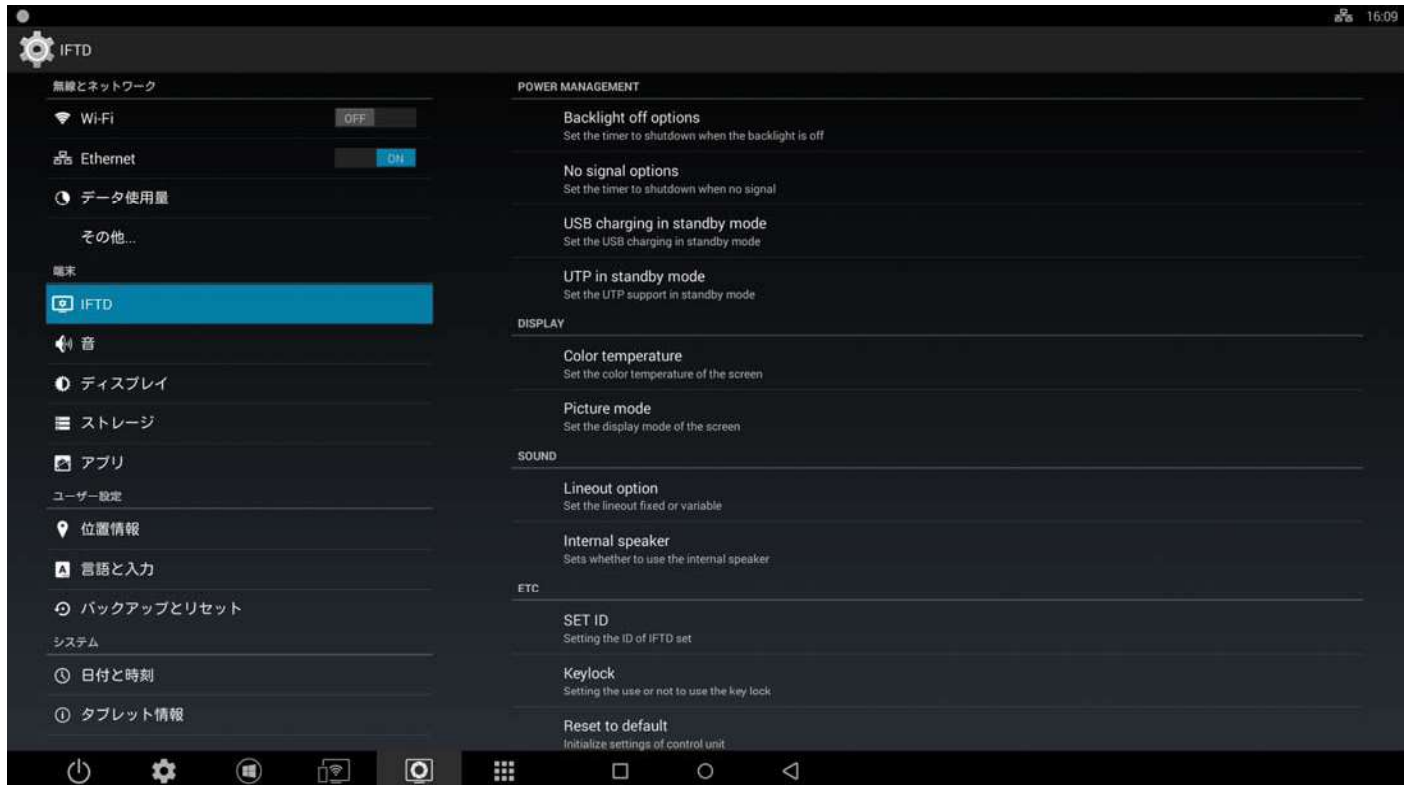 16:09
IFTD
無線とネットワーク
Wi-Fi
OFF
Ethernet
ON
データ使用量
その他...
端末
IFTD
音
ディスプレイ
ストレージ
アプリ
ユーザー設定
位置情報
言語と入力
バックアップとリセット
システム
日付と時刻
タブレット情報
POWER MANAGEMENT
Backlight off options
Set the timer to shutdown when the backlight is off
No signal options
Set the timer to shutdown when no signal
USB charging in standby mode
Set the USB charging in standby mode
UTP in standby mode
Set the UTP support in standby mode
DISPLAY
Color temperature
Set the color temperature of the screen
Picture mode
Set the display mode of the screen
SOUND
Lineout option
Set the lineout fixed or variable
Internal speaker
Sets whether to use the internal speaker
ETC
SET ID
Setting the ID of IFTD set
Keylock
Setting the use or not to use the key lock
Reset to default
Initialize settings of control unit